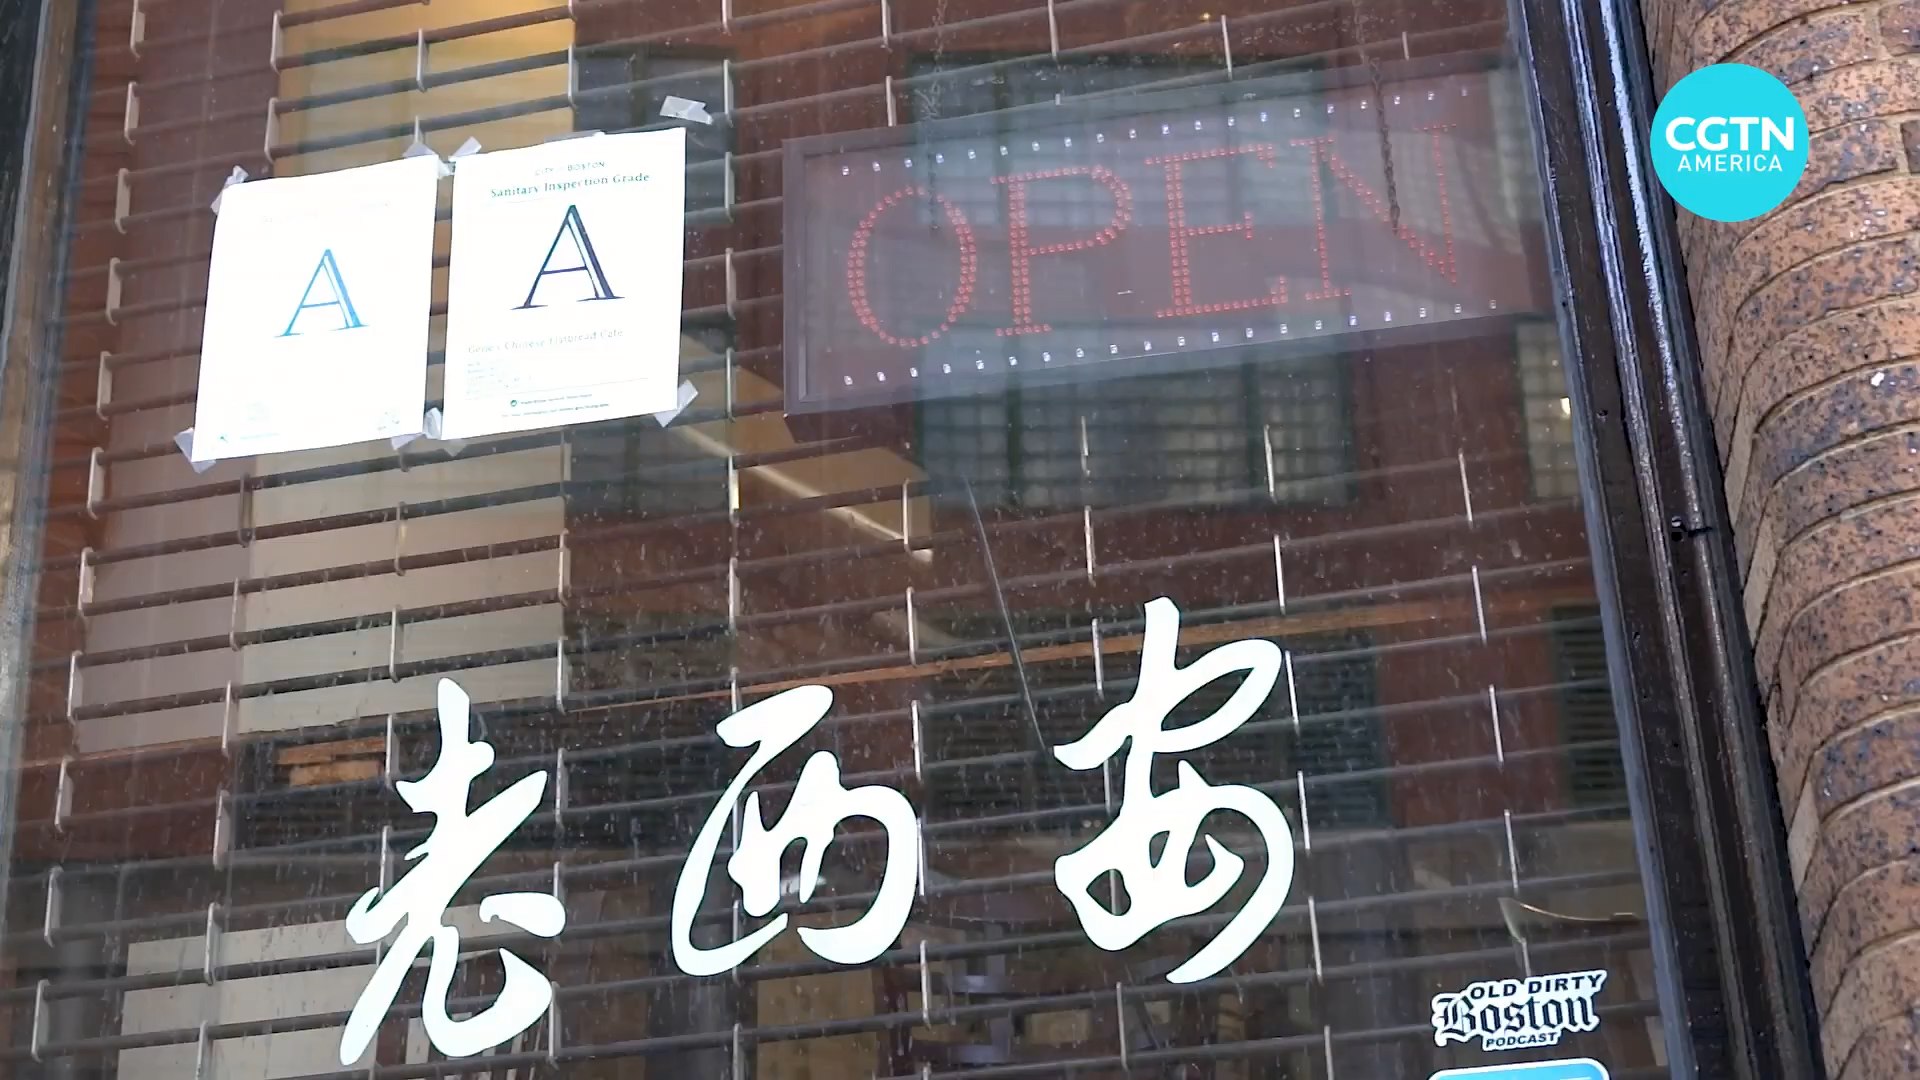 CGTN
AMERICA
A
CITY OF BOSTON
Sanitary Inspection Grade
A
Gene's Chinese Flatbread Cafe
OPEN
老西安
OLD DIRTY
Boston
PODCAST